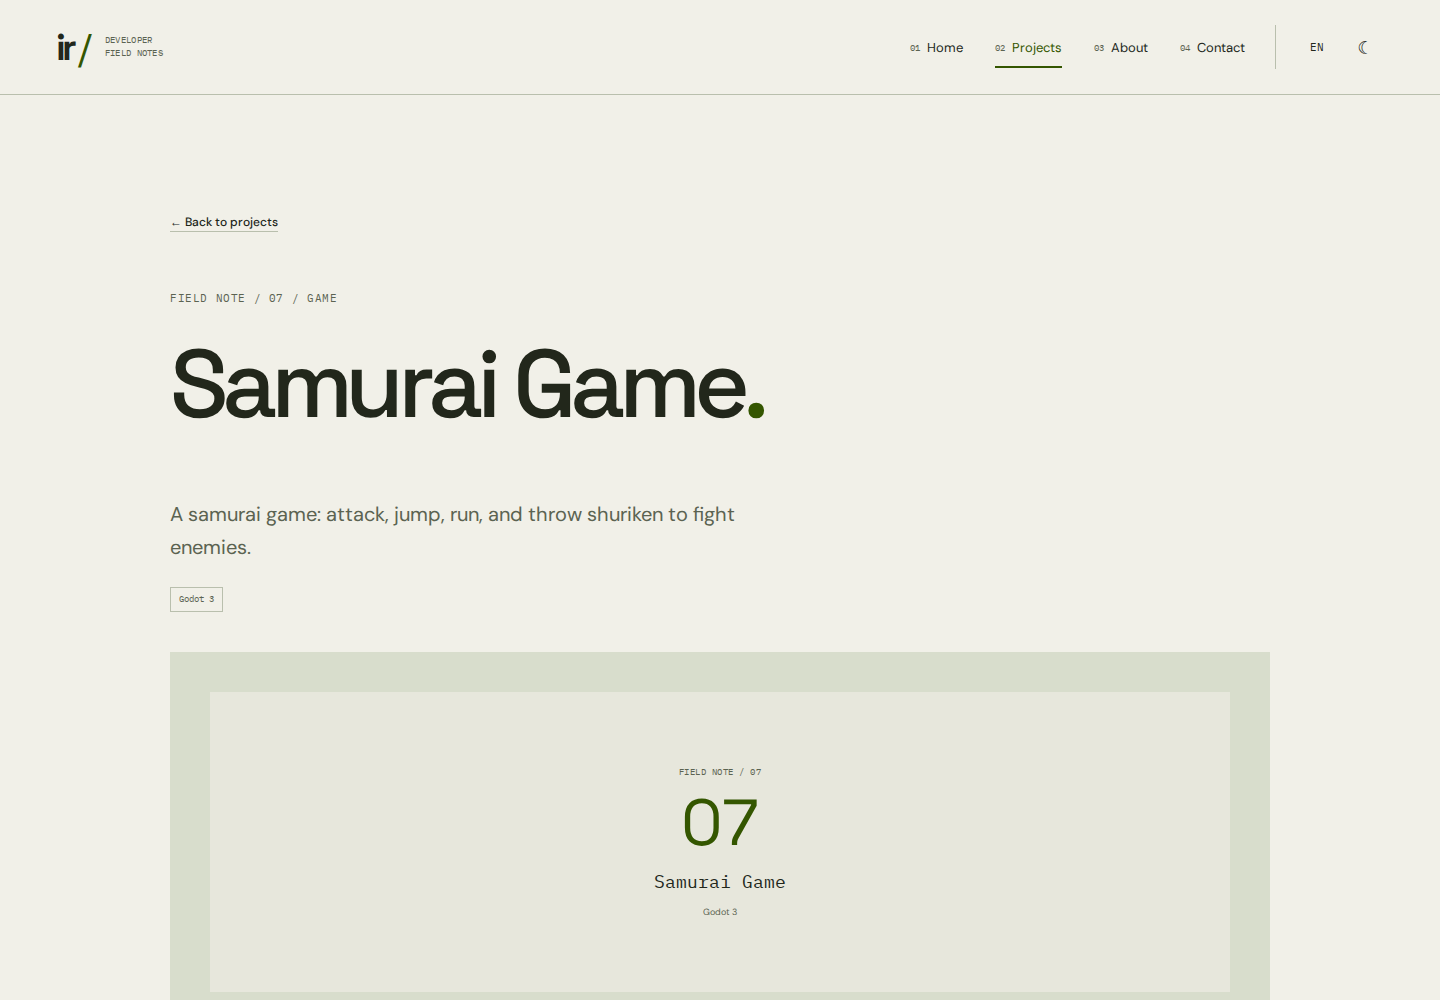 ir/
DEVELOPER
FIELD NOTES
01 Home
02 Projects
03 About
04 Contact
EN
← Back to projects
FIELD NOTE / 07 / GAME
Samurai Game.
A samurai game: attack, jump, run, and throw shuriken to fight
enemies.
Godot 3
FIELD NOTE / 07
07
Samurai Game
Godot 3